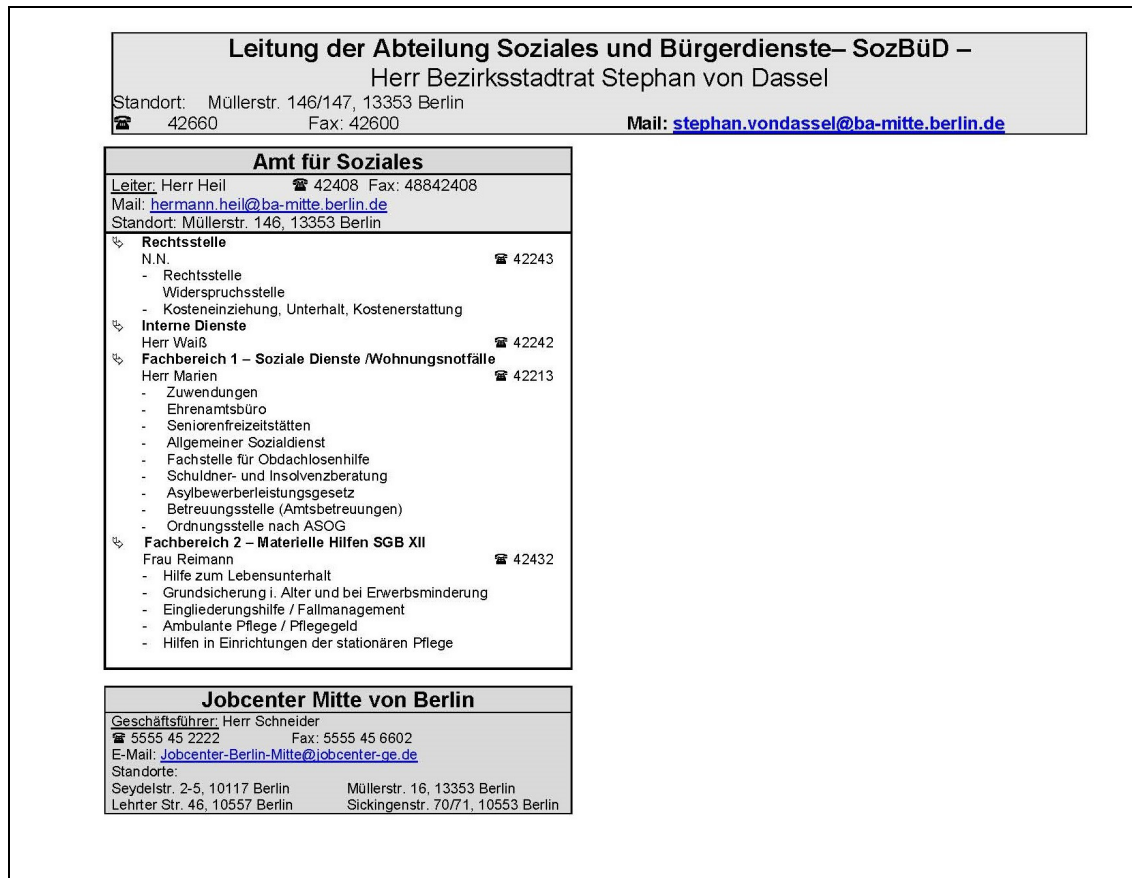 Leitung der Abteilung Soziales und Bürgerdienste– SozBüD –
Herr Bezirksstadtrat Stephan von Dassel
Standort: Müllerstr. 146/147, 13353 Berlin
☎ 42660 Fax: 42600 Mail: stephan.vondassel@ba-mitte.berlin.de
Amt für Soziales
Leiter: Herr Heil ☎ 42408 Fax: 48842408
Mail: hermann.heil@ba-mitte.berlin.de
Standort: Müllerstr. 146, 13353 Berlin
Rechtsstelle
N.N. ☎ 42243
- Rechtsstelle
Widerspruchsstelle
- Kosteneinziehung, Unterhalt, Kostenerstattung
Interne Dienste
Herr Waiß ☎ 42242
Fachbereich 1 – Soziale Dienste /Wohnungsnotfälle
Herr Marien ☎ 42213
- Zuwendungen
- Ehrenamtsbüro
- Seniorenfreizeitstätten
- Allgemeiner Sozialdienst
- Fachstelle für Obdachlosenhilfe
- Schuldner- und Insolvenzberatung
- Asylbewerberleistungsgesetz
- Betreuungsstelle (Amtsbetreuungen)
- Ordnungsstelle nach ASOG
Fachbereich 2 – Materielle Hilfen SGB XII
Frau Reimann ☎ 42432
- Hilfe zum Lebensunterhalt
- Grundsicherung i. Alter und bei Erwerbsminderung
- Eingliederungshilfe / Fallmanagement
- Ambulante Pflege / Pflegegeld
- Hilfen in Einrichtungen der stationären Pflege
Jobcenter Mitte von Berlin
Geschäftsführer: Herr Schneider
☎ 5555 45 2222 Fax: 5555 45 6602
E-Mail: Jobcenter-Berlin-Mitte@jobcenter-ge.de
Standorte:
Seydelstr. 2-5, 10117 Berlin Müllerstr. 16, 13353 Berlin
Lehrter Str. 46, 10557 Berlin Sickingenstr. 70/71, 10553 Berlin